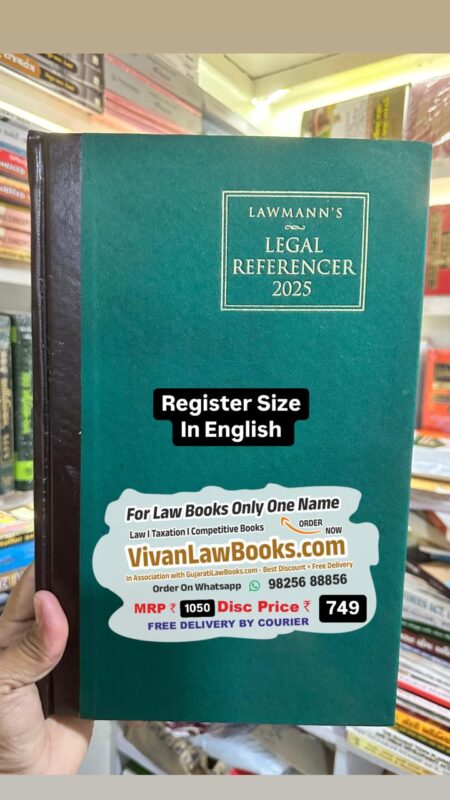 LAWMANN'S
LEGAL
REFERENCER
2025
Register Size
In English
For Law Books Only One Name
Law I Taxation I Competitive Books
ORDER
NOW
VivanLawBooks.com
In Association with GujaratiLawBooks.com - Best Discount • Free Delivery
Order On Whatsapp 98256 88856
MRP ₹ 1050 Disc Price ₹ 749
FREE DELIVERY BY COURIER